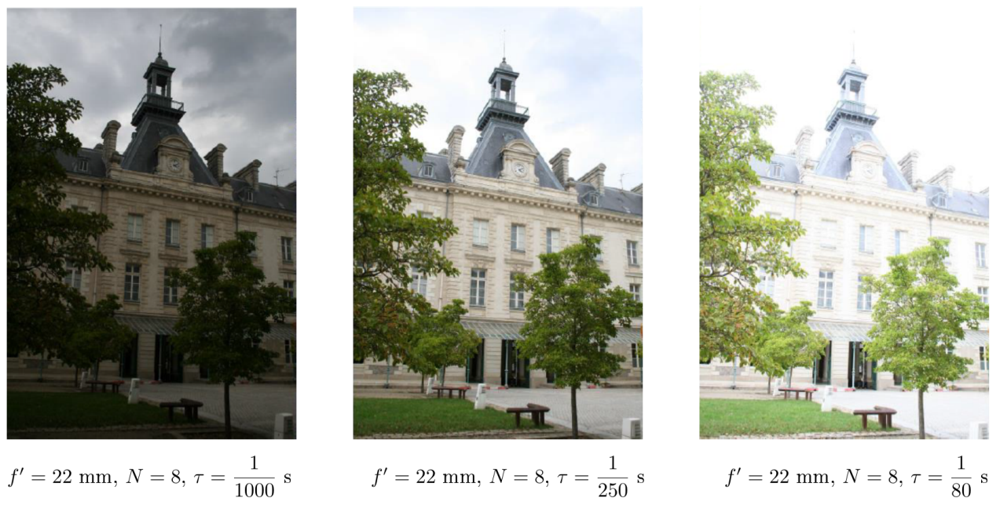 f′ = 22 mm, N = 8, τ = 1/1000 s
f′ = 22 mm, N = 8, τ = 1/250 s
f′ = 22 mm, N = 8, τ = 1/80 s